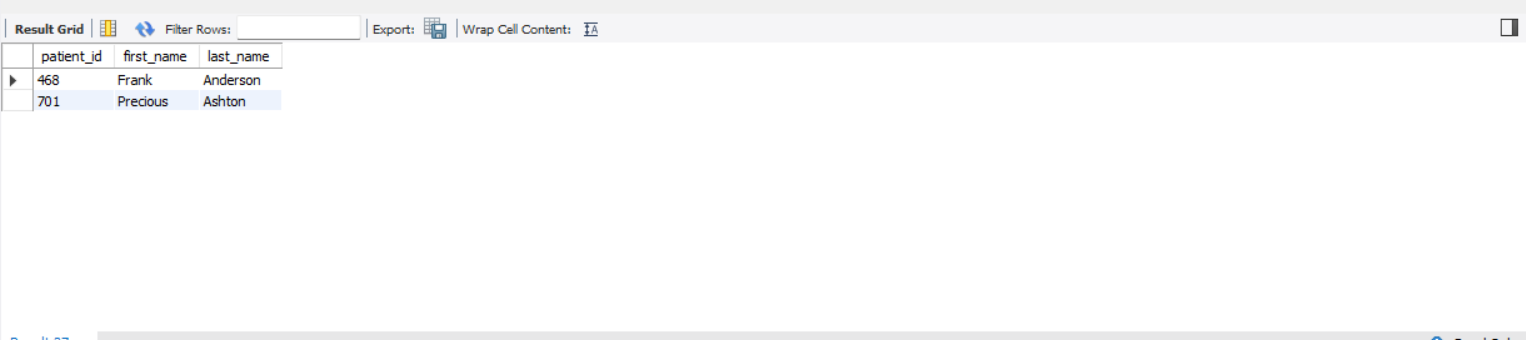 Result Grid Filter Rows: Export: Wrap Cell Content:
patient_id first_name last_name
468 Frank Anderson
701 Precious Ashton